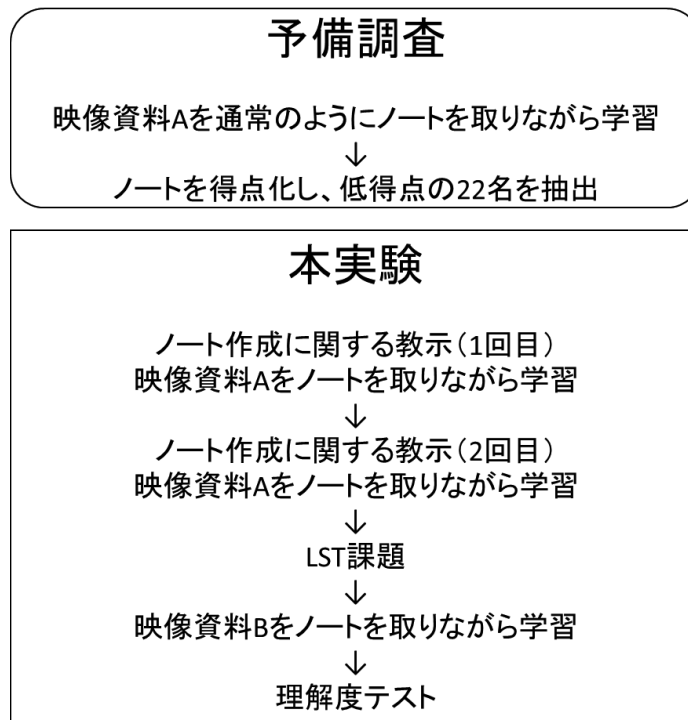 予備調査
映像資料Aを通常のようにノートを取りながら学習
↓
ノートを得点化し、低得点の22名を抽出
本実験
ノート作成に関する教示（1回目）
映像資料Aをノートを取りながら学習
↓
ノート作成に関する教示（2回目）
映像資料Aをノートを取りながら学習
↓
LST課題
↓
映像資料Bをノートを取りながら学習
↓
理解度テスト